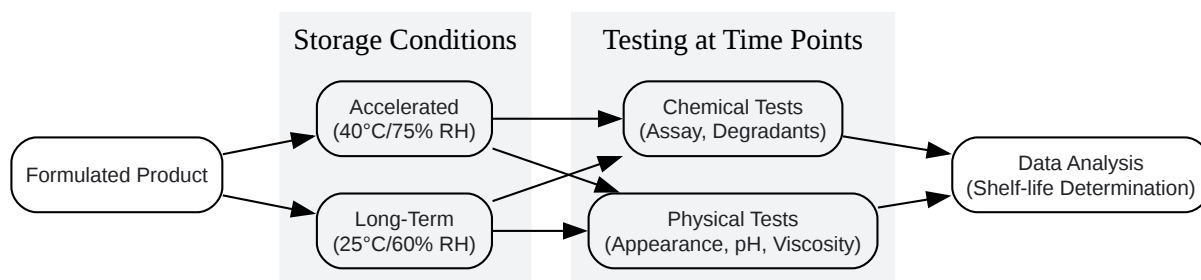 Storage Conditions
Testing at Time Points
Formulated Product
Accelerated
(40°C/75% RH)
Long-Term
(25°C/60% RH)
Chemical Tests
(Assay, Degradants)
Physical Tests
(Appearance, pH, Viscosity)
Data Analysis
(Shelf-life Determination)